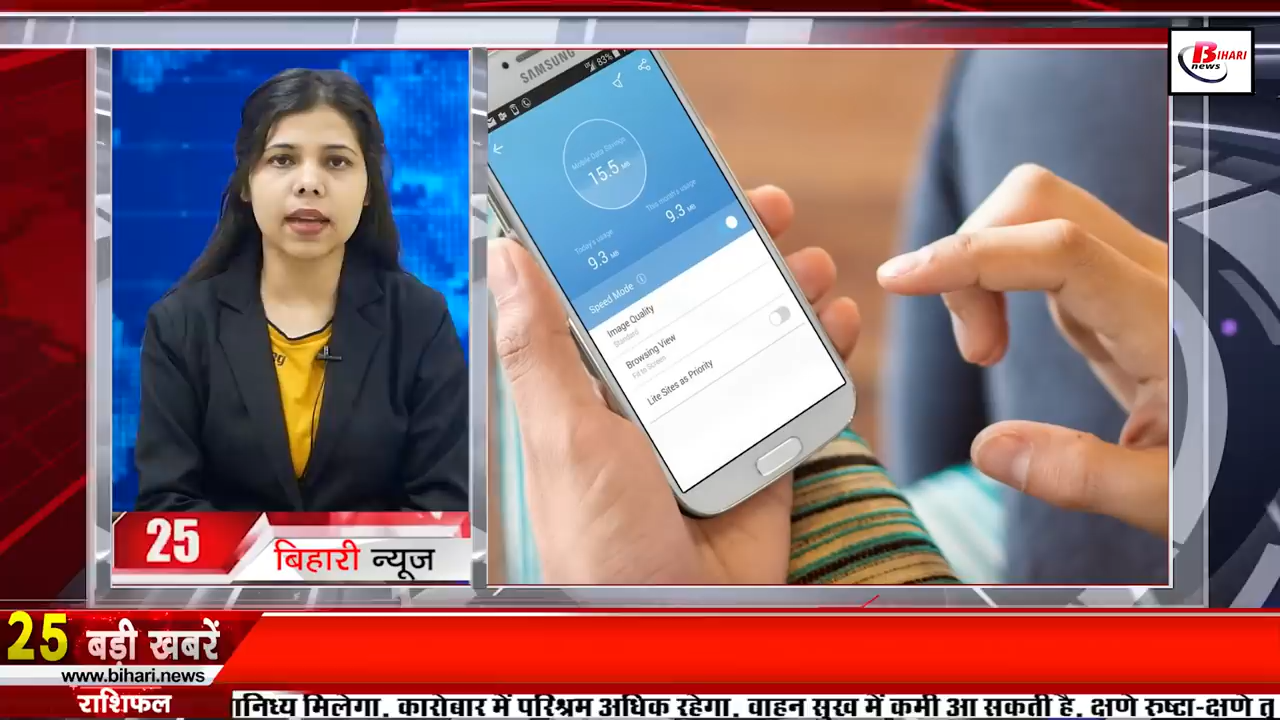 BIHARI
news
SAMSUNG
83%
Mobile Data Savings
15.5 MB
This month's usage
9.3 MB
Today's usage
9.3 MB
Speed Mode
Image Quality
Standard
Browsing View
Fit to Screen
Lite Sites as Priority
25
बिहारी न्यूज
25 बड़ी खबरें
www.bihari.news
राशिफल
ानिध्य मिलेगा, कारोबार में परिश्रम अधिक रहेगा, वाहन सुख में कमी आ सकती है, क्षणे रुष्टा-क्षणे तु